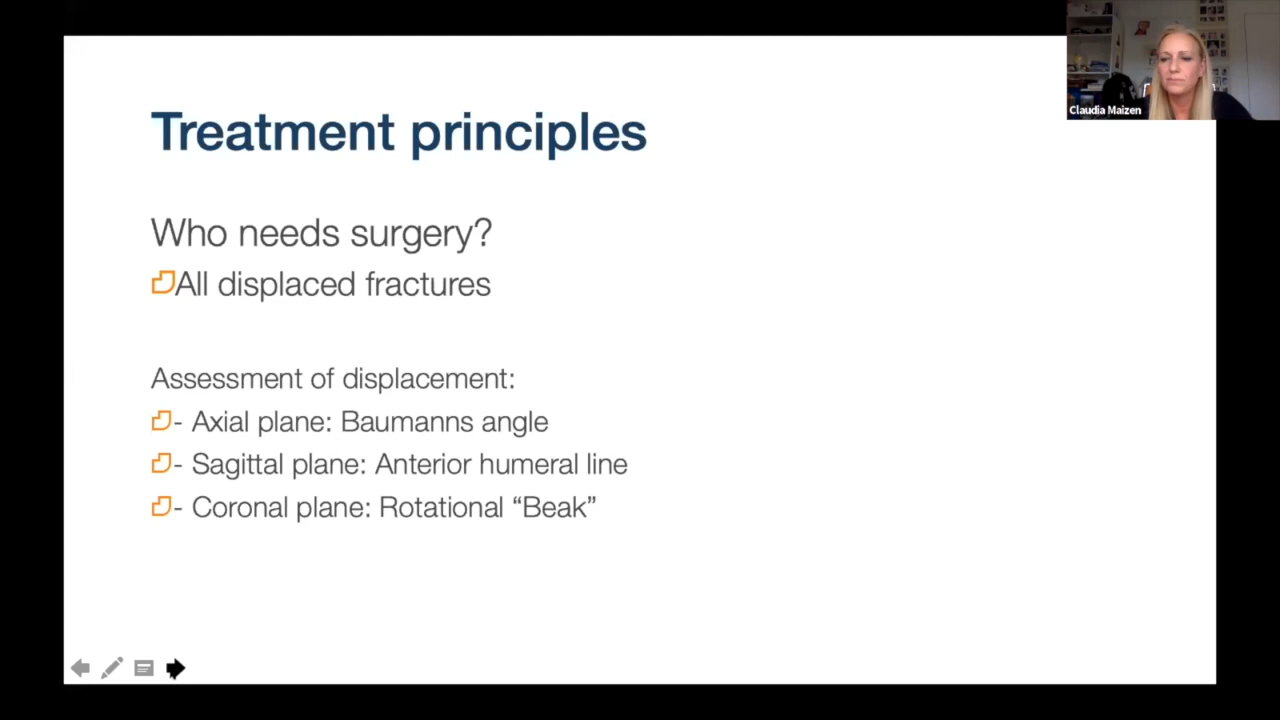 Claudia Maizen
Treatment principles
Who needs surgery?
All displaced fractures
Assessment of displacement:
- Axial plane: Baumanns angle
- Sagittal plane: Anterior humeral line
- Coronal plane: Rotational “Beak”